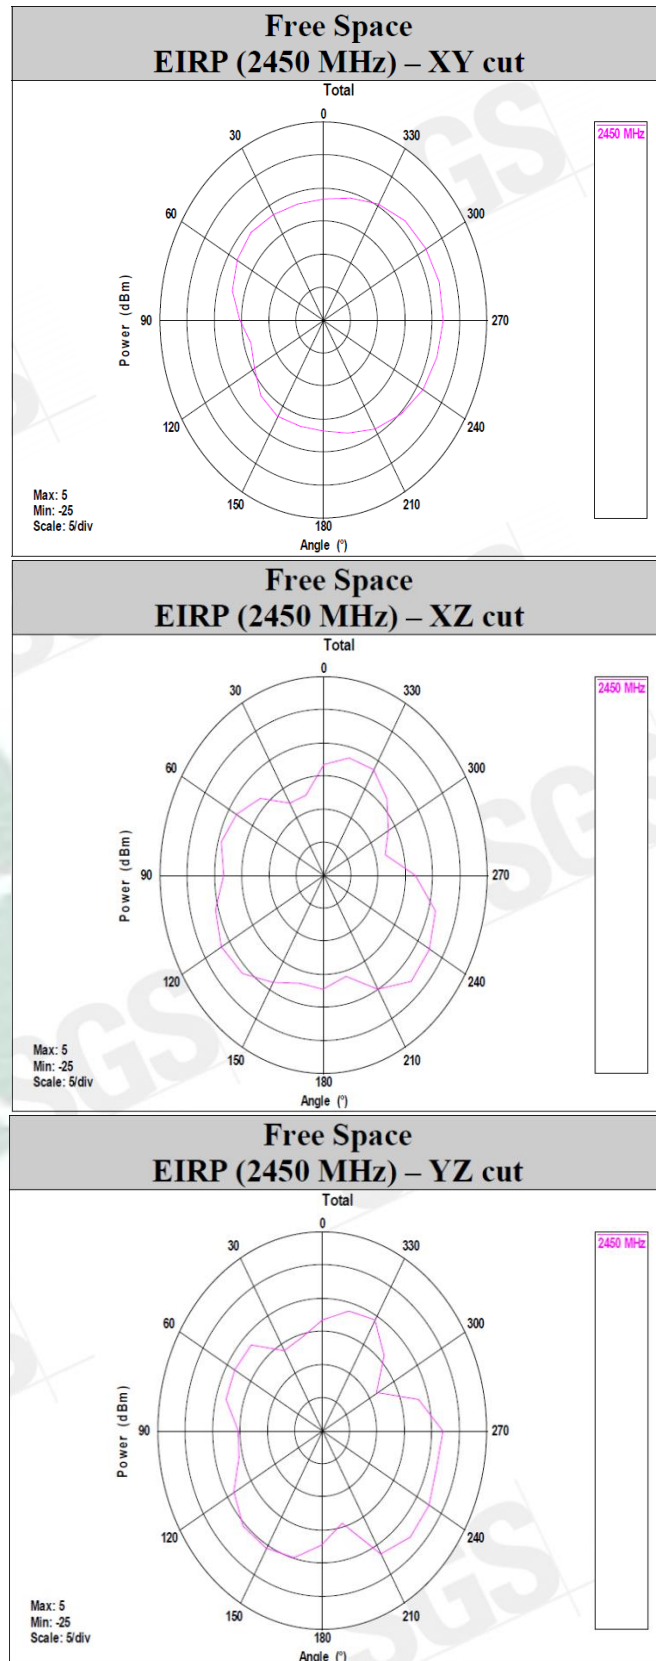 Free Space
EIRP (2450 MHz) – XY cut
Total
0
2450 MHz
30
330
60
300
Power (dBm)
90
270
120
240
150
210
Max: 5
Min: -25
Scale: 5/div
180
Angle (°)
SGS
Free Space
EIRP (2450 MHz) – XZ cut
Total
0
2450 MHz
30
330
60
300
SGS
Power (dBm)
90
270
120
240
SGS
150
210
Max: 5
Min: -25
Scale: 5/div
180
Angle (°)
Free Space
EIRP (2450 MHz) – YZ cut
Total
0
2450 MHz
30
330
60
300
Power (dBm)
90
270
120
240
SGS
150
210
Max: 5
Min: -25
Scale: 5/div
180
Angle (°)